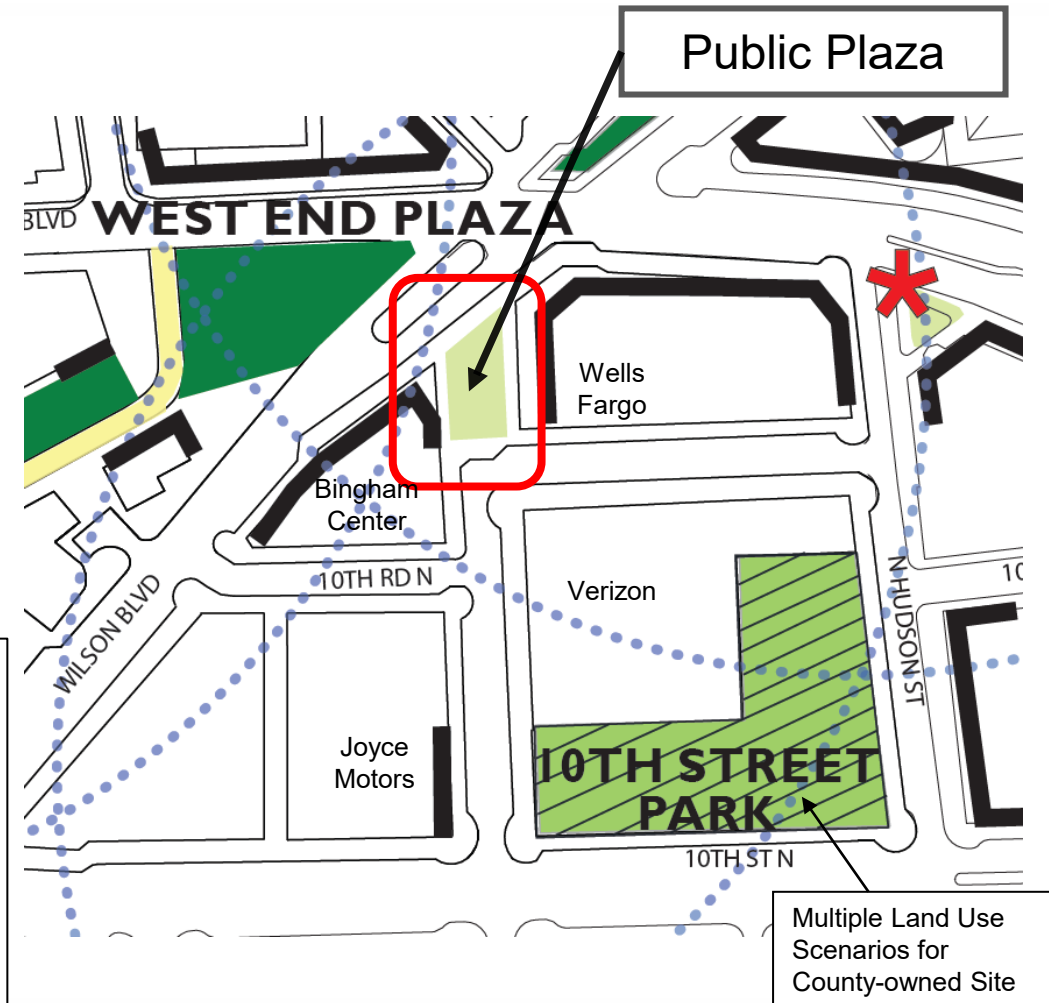 Public Plaza
BLVD
WEST END PLAZA
Wells
Fargo
Bingham
Center
10TH RD N
Verizon
10
N HUDSON ST
WILSON BLVD
Joyce
Motors
10TH STREET
PARK
10TH ST N
Multiple Land Use
Scenarios for
County-owned Site